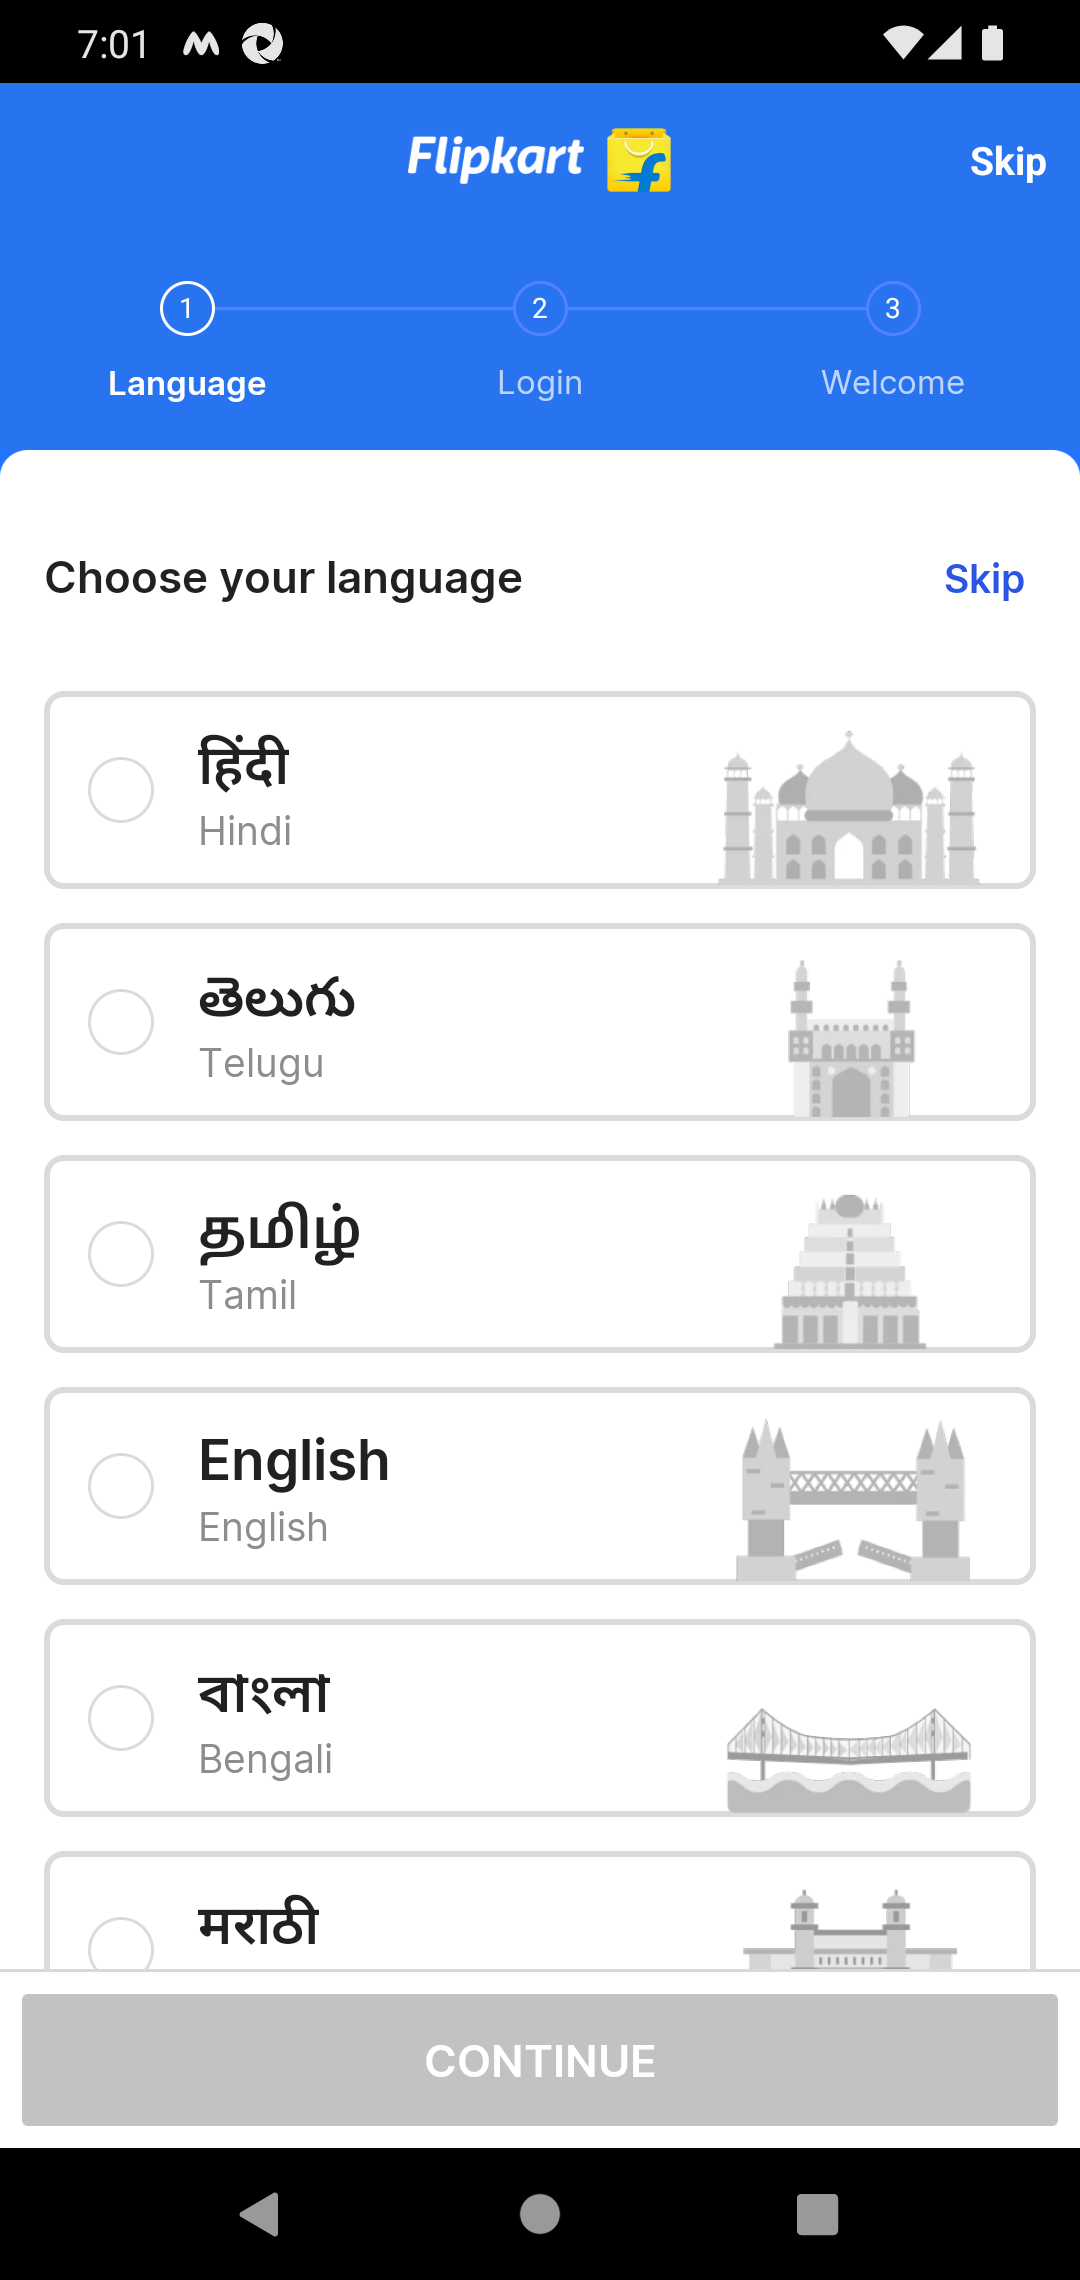 7:01
Flipkart
Skip
1 2 3
Language Login Welcome
Choose your language Skip
हिंदी
Hindi
తెలుగు
Telugu
தமிழ்
Tamil
English
English
বাংলা
Bengali
मराठी
CONTINUE